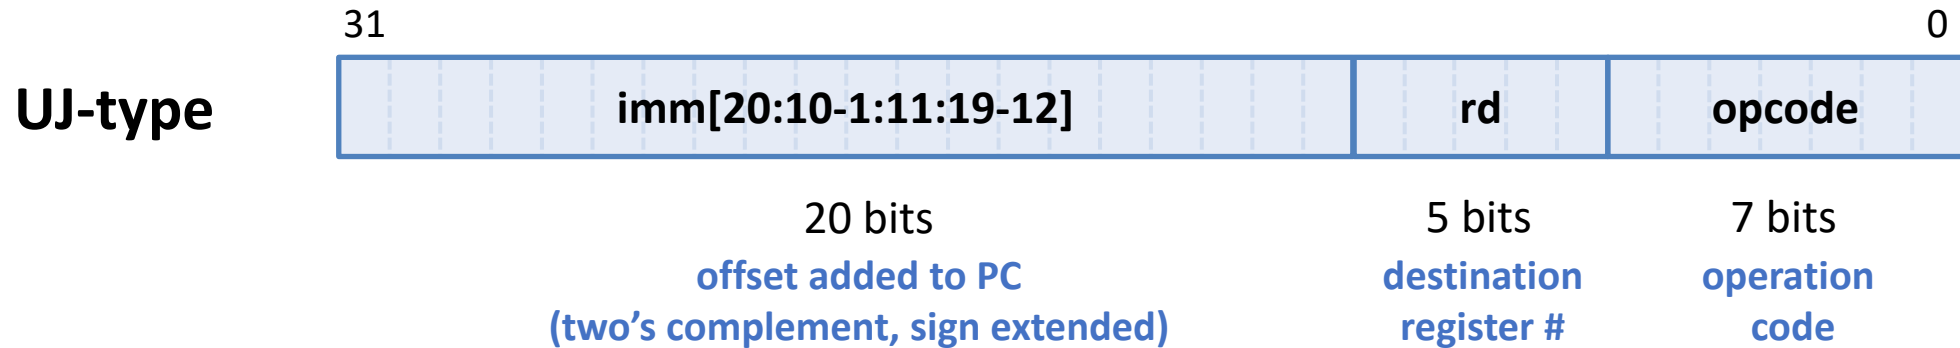 31 0
UJ-type imm[20:10-1:11:19-12] rd opcode
20 bits 5 bits 7 bits
offset added to PC destination operation
(two’s complement, sign extended) register # code